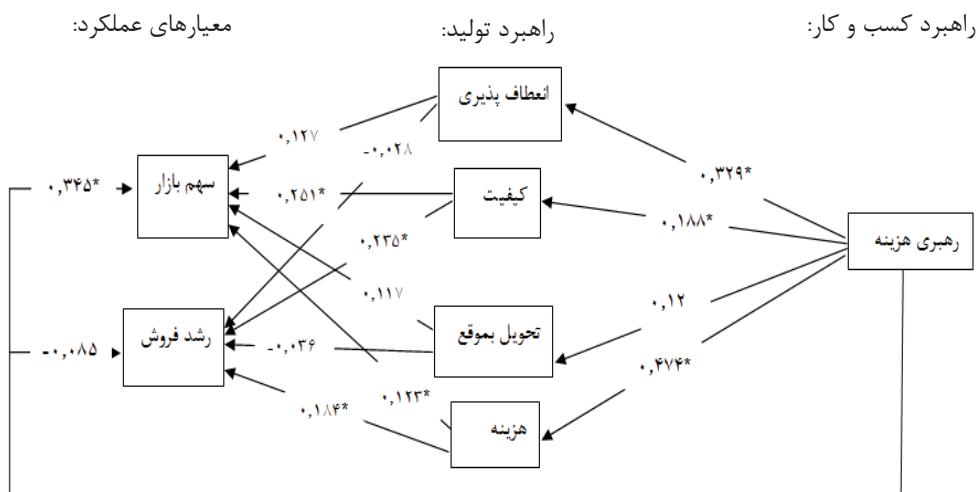 راهبرد کسب و کار:
راهبرد تولید:
معیارهای عملکرد:
انعطاف پذیری
۰,۱۲۷
-۰,۰۲۸
۰,۳۲۹*
سهم بازار
۰,۳۴۵*
۰,۲۵۱*
کیفیت
۰,۱۸۸*
رهبری هزینه
۰,۲۳۵*
۰,۱۱۷
۰,۱۲
تحویل بموقع
رشد فروش
-۰,۰۸۵
-۰,۰۳۶
۰,۴۷۴*
۰,۱۲۳*
۰,۱۸۴*
هزینه